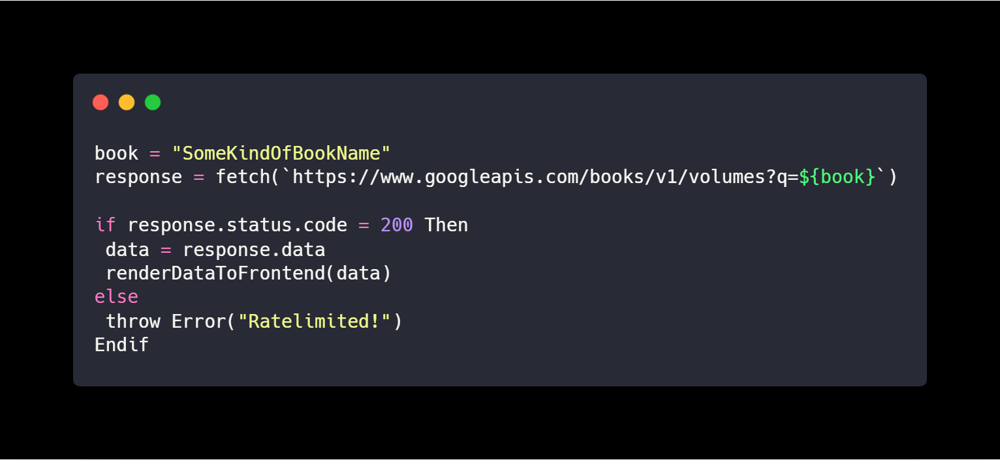 book = "SomeKindOfBookName"
response = fetch(`https://www.googleapis.com/books/v1/volumes?q=${book}`)
if response.status.code = 200 Then
data = response.data
renderDataToFrontend(data)
else
throw Error("Ratelimited!")
Endif